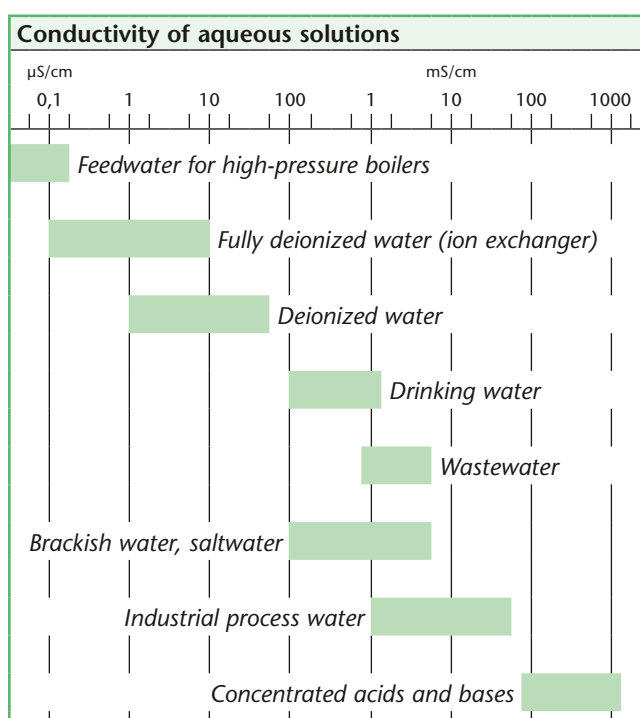 Conductivity of aqueous solutions
µS/cm mS/cm
0,1 1 10 100 1 10 100 1000
Feedwater for high-pressure boilers
Fully deionized water (ion exchanger)
Deionized water
Drinking water
Wastewater
Brackish water, saltwater
Industrial process water
Concentrated acids and bases